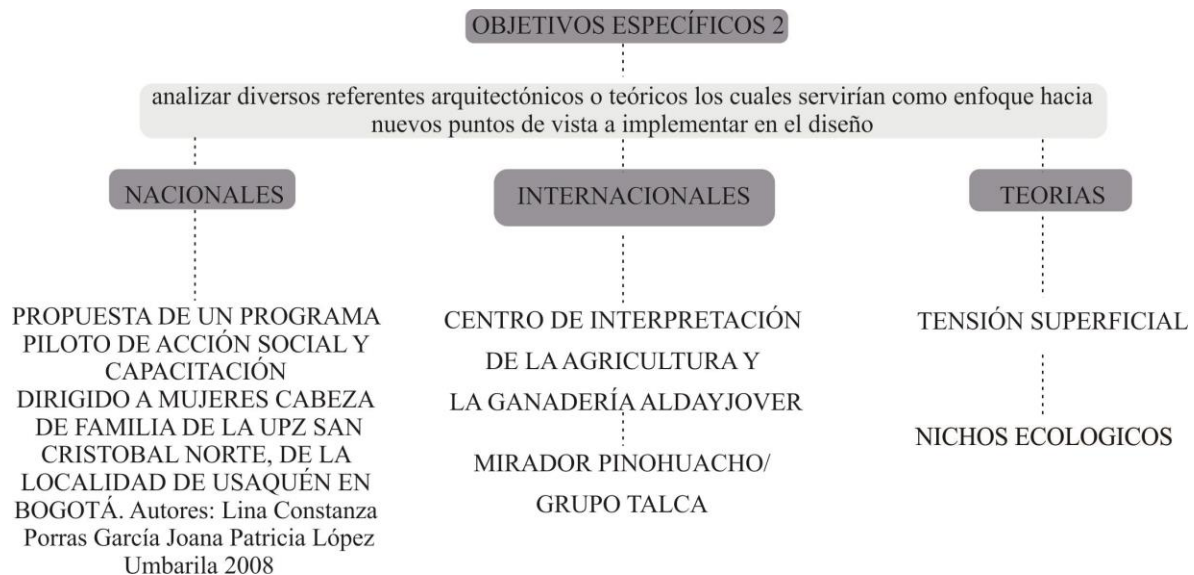 OBJETIVOS ESPECÍFICOS 2
analizar diversos referentes arquitectónicos o teóricos los cuales servirían como enfoque hacia
nuevos puntos de vista a implementar en el diseño
NACIONALES
PROPUESTA DE UN PROGRAMA
PILOTO DE ACCIÓN SOCIAL Y
CAPACITACIÓN
DIRIGIDO A MUJERES CABEZA
DE FAMILIA DE LA UPZ SAN
CRISTOBAL NORTE, DE LA
LOCALIDAD DE USAQUÉN EN
BOGOTÁ. Autores: Lina Constanza
Porras García Joana Patricia López
Umbarila 2008
INTERNACIONALES
CENTRO DE INTERPRETACIÓN
DE LA AGRICULTURA Y
LA GANADERÍA ALDAYJOVER
MIRADOR PINOHUACHO/
GRUPO TALCA
TEORIAS
TENSIÓN SUPERFICIAL
NICHOS ECOLOGICOS